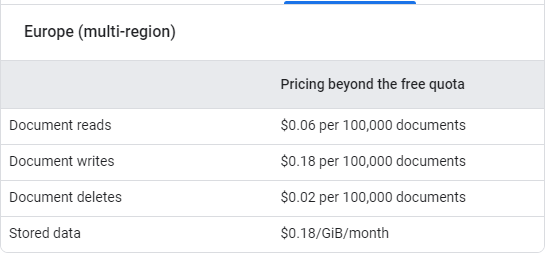 Europe (multi-region)
Pricing beyond the free quota
Document reads $0.06 per 100,000 documents
Document writes $0.18 per 100,000 documents
Document deletes $0.02 per 100,000 documents
Stored data $0.18/GiB/month